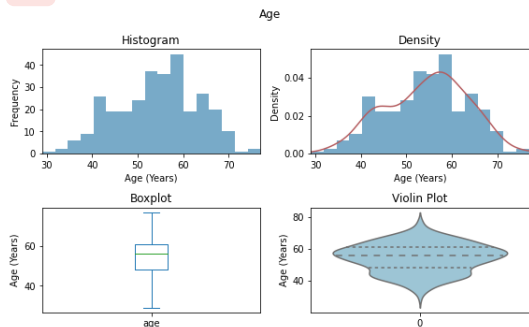 Age
Histogram
Frequency
40
30
20
10
0
30 40 50 60 70
Age (Years)
Density
Density
0.04
0.02
0.00
30 40 50 60 70
Age (Years)
Boxplot
Age (Years)
60
40
age
Violin Plot
Age (Years)
80
60
40
0